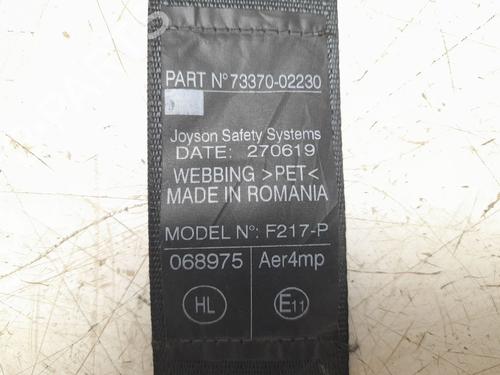 PART N° 73370-02230
Joyson Safety Systems
DATE: 270619
WEBBING >PET<
MADE IN ROMANIA
MODEL N°: F217-P
068975 Aer4mp
HL E11